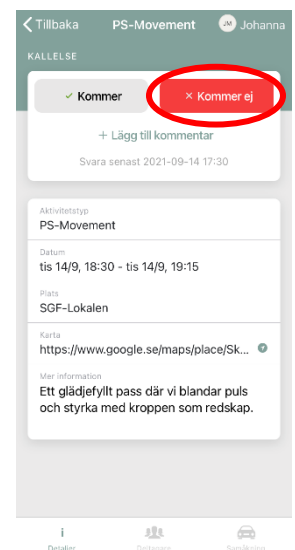 Tillbaka PS-Movement JM Johanna
KALLELSE
Kommer Kommer ej
+ Lägg till kommentar
Svara senast 2021-09-14 17:30
Aktivitetstyp
PS-Movement
Datum
tis 14/9, 18:30 - tis 14/9, 19:15
Plats
SGF-Lokalen
Karta
https://www.google.se/maps/place/Sk...
Mer information
Ett glädjefyllt pass där vi blandar puls
och styrka med kroppen som redskap.
Detaljer Deltagare Samåkning